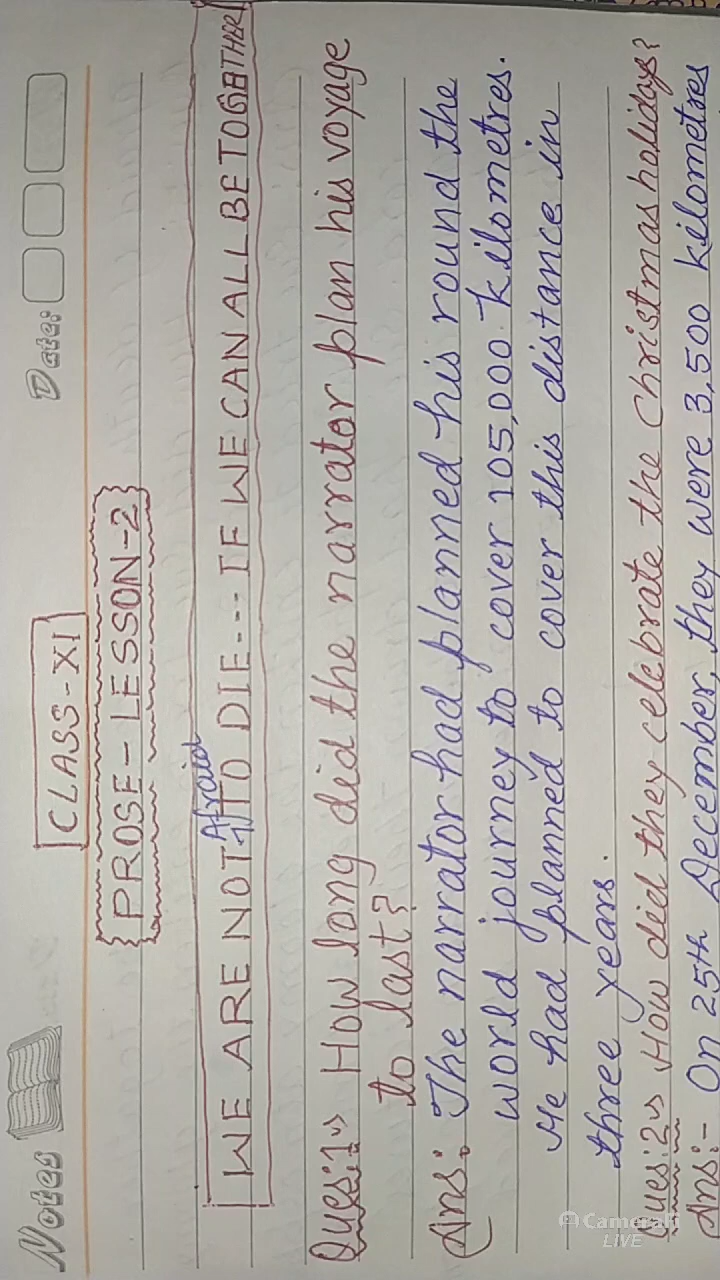 Notes
Date:
CLASS-XI
PROSE-LESSON-2
Afraid
WE ARE NOT TO DIE--- IF WE CAN ALL BE TOGETHER
Ques:1 How long did the narrator plan his voyage
to last?
Ans: The narrator had planned his round the
world journey to cover 105,000 kilometres.
He had planned to cover this distance in
three years.
Ques:2 How did they celebrate the Christmas holidays?
Ans:- On 25th December, they were 3,500 kilometres
CameraFi
LIVE